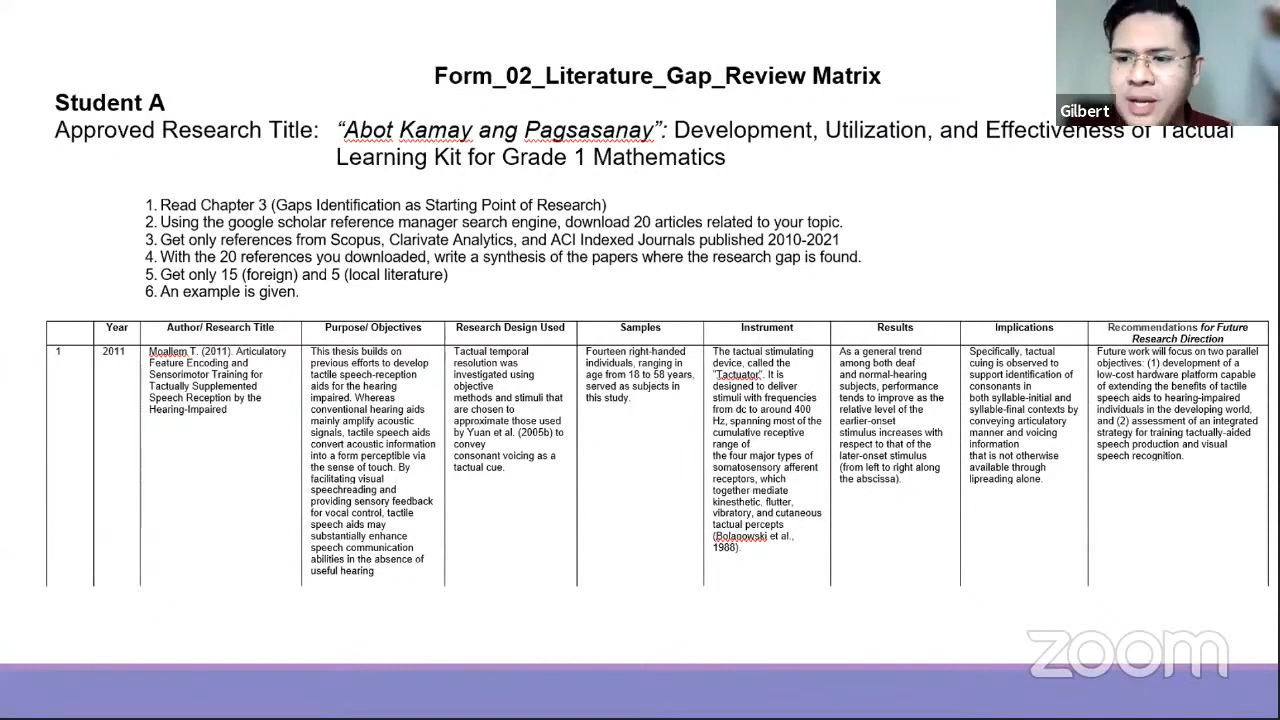 Form_02_Literature_Gap_Review Matrix
Gilbert
Student A
Approved Research Title: “Abot Kamay ang Pagsasanay”: Development, Utilization, and Effectiveness of Tactual
Learning Kit for Grade 1 Mathematics
1. Read Chapter 3 (Gaps Identification as Starting Point of Research)
2. Using the google scholar reference manager search engine, download 20 articles related to your topic.
3. Get only references from Scopus, Clarivate Analytics, and ACI Indexed Journals published 2010-2021
4. With the 20 references you downloaded, write a synthesis of the papers where the research gap is found.
5. Get only 15 (foreign) and 5 (local literature)
6. An example is given.
Year
Author/ Research Title
Purpose/ Objectives
Research Design Used
Samples
Instrument
Results
Implications
Recommendations for Future
Research Direction
1
2011
Moallem T. (2011). Articulatory
Feature Encoding and
Sensorimotor Training for
Tactually Supplemented
Speech Reception by the
Hearing-Impaired
This thesis builds on
previous efforts to develop
tactile speech-reception
aids for the hearing
impaired. Whereas
conventional hearing aids
mainly amplify acoustic
signals, tactile speech aids
convert acoustic information
into a form perceptible via
the sense of touch. By
facilitating visual
speechreading and
providing sensory feedback
for vocal control, tactile
speech aids may
substantially enhance
speech communication
abilities in the absence of
useful hearing
Tactual temporal
resolution was
investigated using
objective
methods and stimuli that
are chosen to
approximate those used
by Yuan et al. (2005b) to
convey
consonant voicing as a
tactual cue.
Fourteen right-handed
individuals, ranging in
age from 18 to 58 years,
served as subjects in
this study.
The tactual stimulating
device, called the
"Tactuator". It is
designed to deliver
stimuli with frequencies
from dc to around 400
Hz, spanning most of the
cumulative receptive
range of
the four major types of
somatosensory afferent
receptors, which
together mediate
kinesthetic, flutter,
vibratory, and cutaneous
tactual percepts
(Bolanowski et al.,
1988).
As a general trend
among both deaf
and normal-hearing
subjects, performance
tends to improve as the
relative level of the
earlier-onset
stimulus increases with
respect to that of the
later-onset stimulus
(from left to right along
the abscissa).
Specifically, tactual
cuing is observed to
support identification of
consonants in
both syllable-initial and
syllable-final contexts by
conveying articulatory
manner and voicing
information
that is not otherwise
available through
lipreading alone.
Future work will focus on two parallel
objectives: (1) development of a
low-cost hardware platform capable
of extending the benefits of tactile
speech aids to hearing-impaired
individuals in the developing world,
and (2) assessment of an integrated
strategy for training tactually-aided
speech production and visual
speech recognition.
zoom